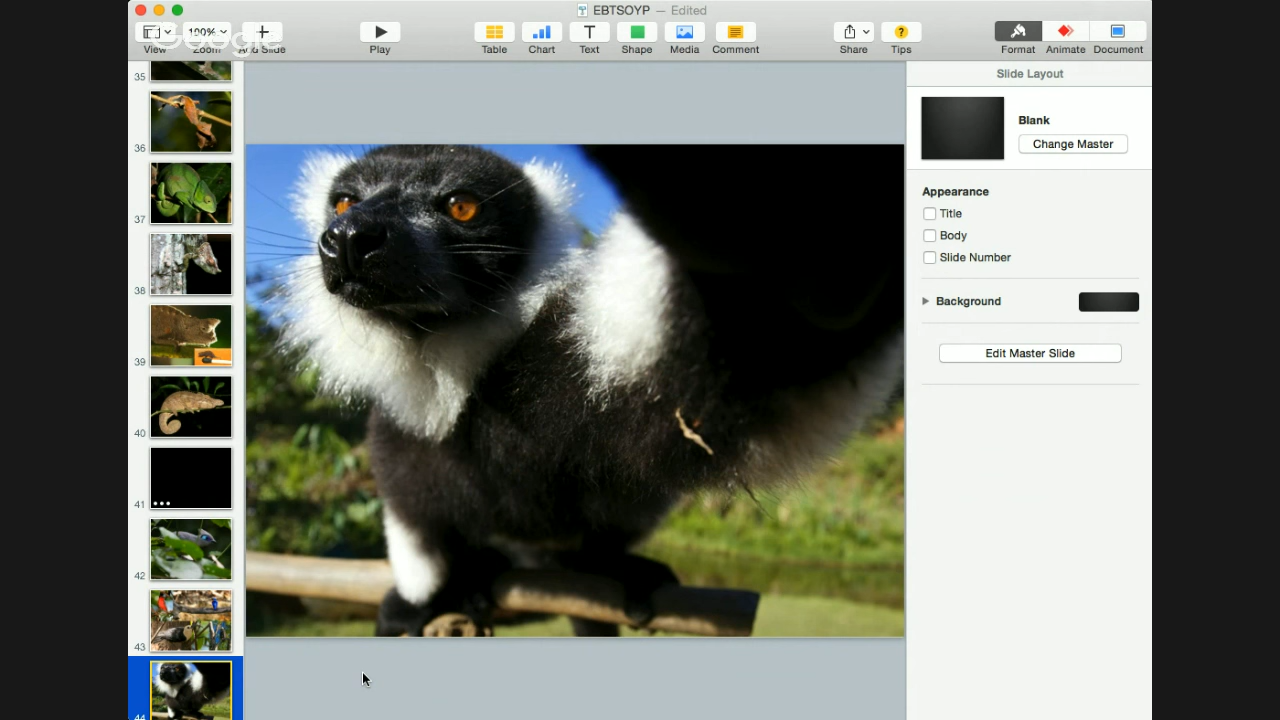 EBTSOYP — Edited
100%
Google
View
Zoom
Add Slide
Play
Table
Chart
Text
Shape
Media
Comment
Share
Tips
Format
Animate
Document
35
36
37
38
39
40
41
42
43
44
Slide Layout
Blank
Change Master
Appearance
Title
Body
Slide Number
Background
Edit Master Slide